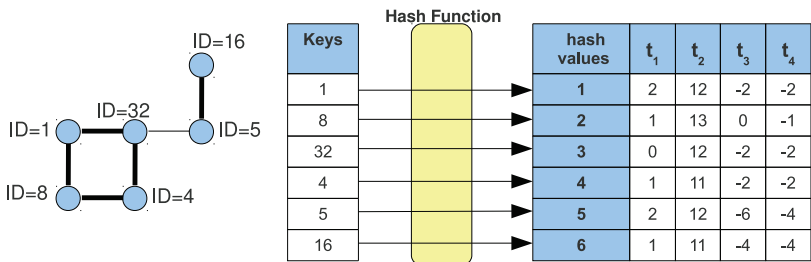 Hash Function
ID=16
ID=1
ID=32
ID=5
ID=8
ID=4
Keys
1
8
32
4
5
16
hash values t1 t2 t3 t4
1 2 12 -2 -2
2 1 13 0 -1
3 0 12 -2 -2
4 1 11 -2 -2
5 2 12 -6 -4
6 1 11 -4 -4